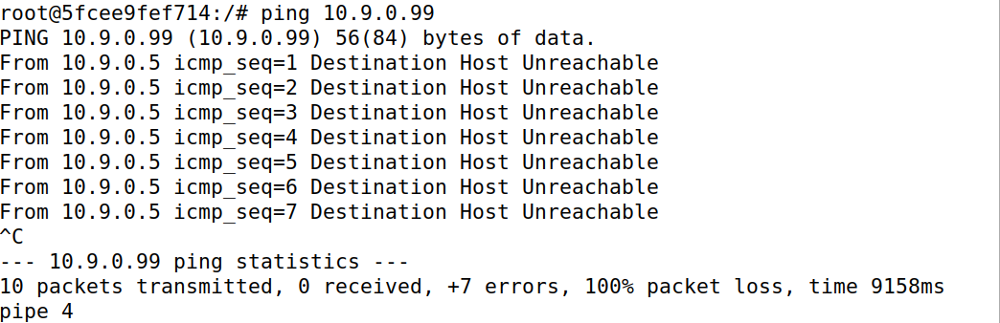 root@5fcee9fef714:/# ping 10.9.0.99
PING 10.9.0.99 (10.9.0.99) 56(84) bytes of data.
From 10.9.0.5 icmp_seq=1 Destination Host Unreachable
From 10.9.0.5 icmp_seq=2 Destination Host Unreachable
From 10.9.0.5 icmp_seq=3 Destination Host Unreachable
From 10.9.0.5 icmp_seq=4 Destination Host Unreachable
From 10.9.0.5 icmp_seq=5 Destination Host Unreachable
From 10.9.0.5 icmp_seq=6 Destination Host Unreachable
From 10.9.0.5 icmp_seq=7 Destination Host Unreachable
^C
--- 10.9.0.99 ping statistics ---
10 packets transmitted, 0 received, +7 errors, 100% packet loss, time 9158ms
pipe 4